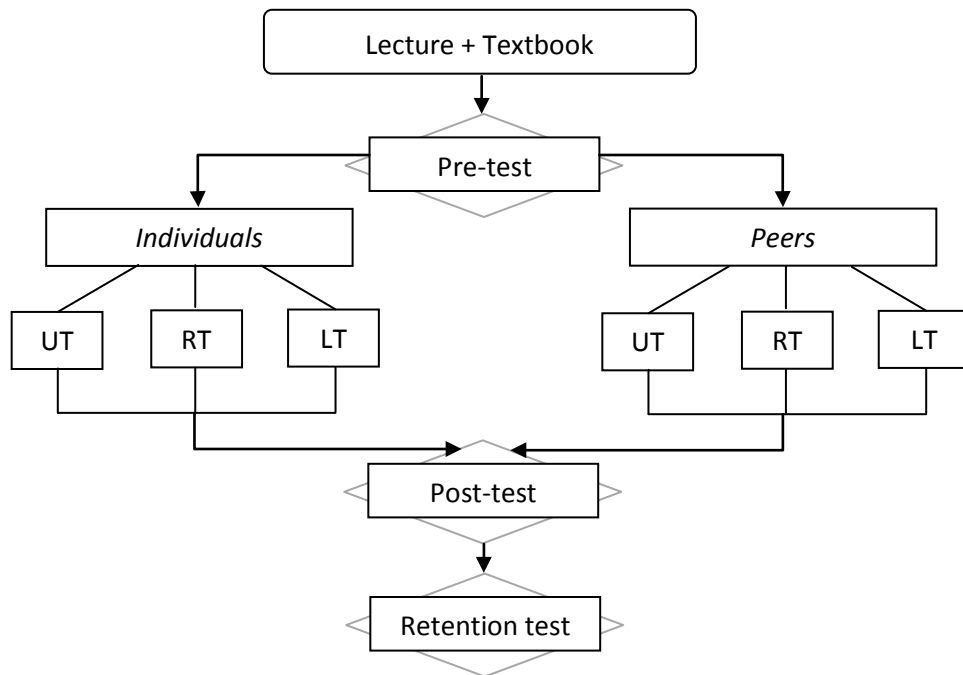 Lecture + Textbook
Pre-test
Individuals
Peers
UT
RT
LT
UT
RT
LT
Post-test
Retention test